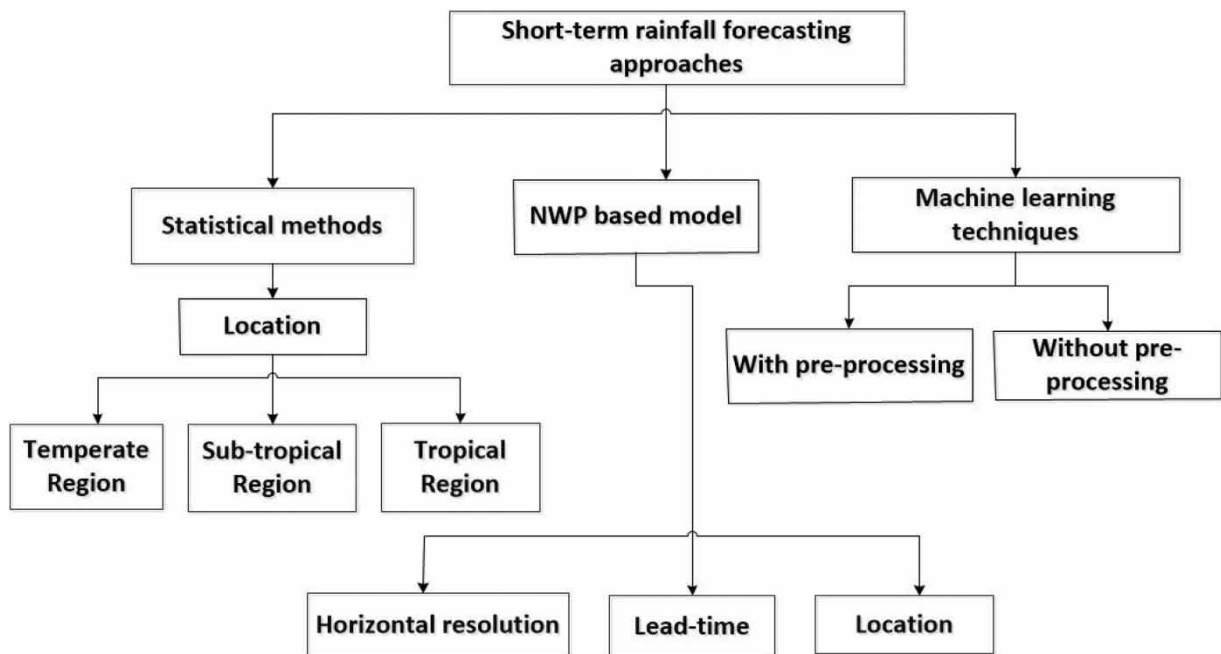 Short-term rainfall forecasting
approaches
Statistical methods
NWP based model
Machine learning
techniques
Location
With pre-processing
Without pre-
processing
Temperate
Region
Sub-tropical
Region
Tropical
Region
Horizontal resolution
Lead-time
Location